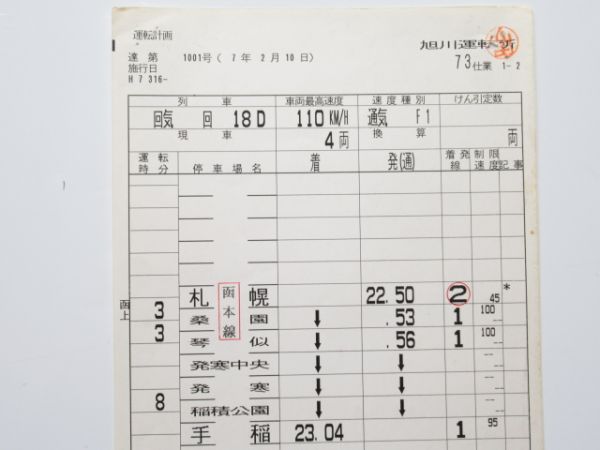 運転計画
達 第 1001号 ( 7 年 2 月 10 日)
施行日
H 7 316-
旭川運転所
73 仕業 1-2
列 車 車両最高速度 速度種別 けん引定数
回気 回 18D 110 KM/H 通気 F1
現 車 4 両 換 算 両
運 転 時 分 停 車 場 名 着 発(通) 着発線 制限速度 記 事
函上 3 札 幌 22.50 2 45 *
函本線
3 桑 園 ↓ .53 1 100 --
琴 似 ↓ .56 1 100 --
発寒中央 ↓ ↓ --
発 寒 ↓ ↓ --
8 稲積公園 ↓ ↓ --
手 稲 23.04 1 95